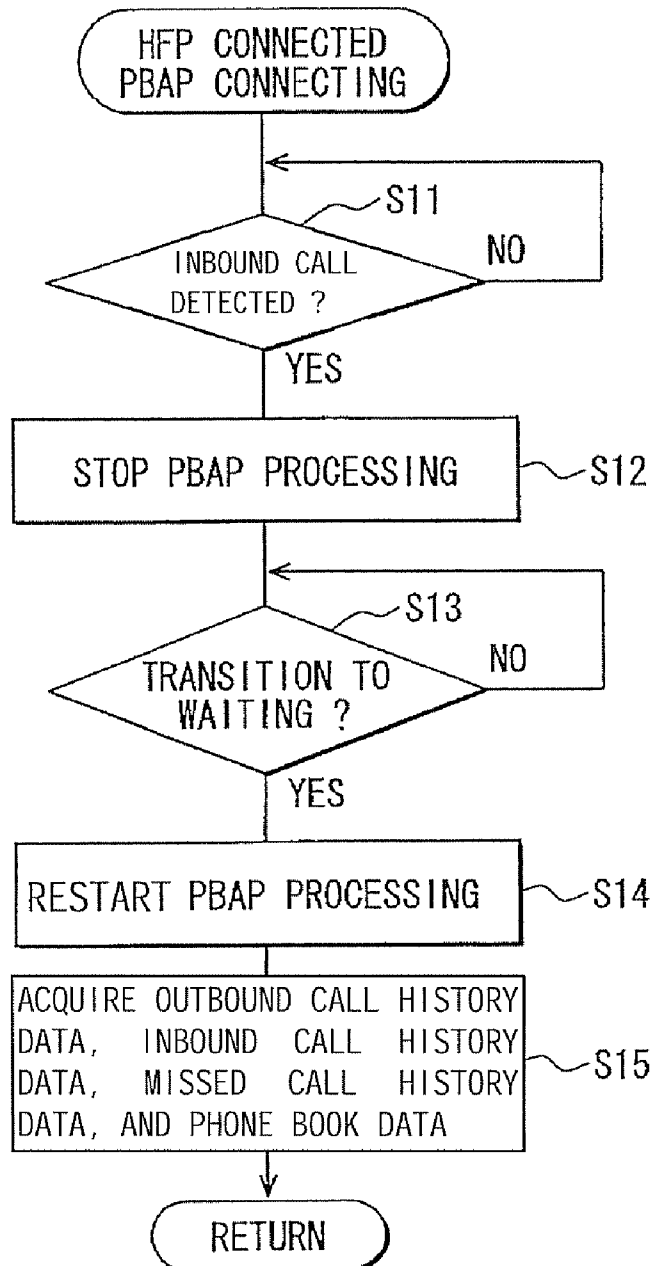 HFP CONNECTED
PBAP CONNECTING
S11
INBOUND CALL
DETECTED ?
NO
YES
STOP PBAP PROCESSING
S12
S13
TRANSITION TO
WAITING ?
NO
YES
RESTART PBAP PROCESSING
S14
ACQUIRE OUTBOUND CALL HISTORY
DATA, INBOUND CALL HISTORY
DATA, MISSED CALL HISTORY
DATA, AND PHONE BOOK DATA
S15
RETURN